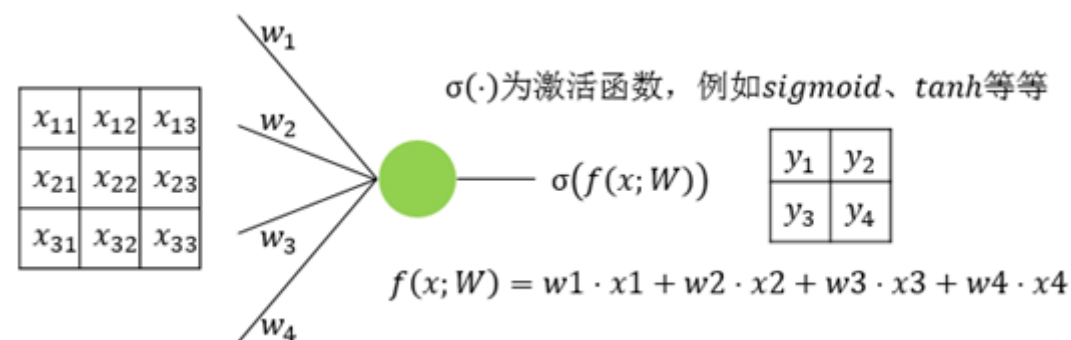 w₁
σ(·)为激活函数，例如sigmoid、tanh等等
x₁₁ x₁₂ x₁₃
w₂
y₁ y₂
x₂₁ x₂₂ x₂₃
σ(f(x;W))
y₃ y₄
x₃₁ x₃₂ x₃₃
w₃
f(x;W) = w1·x1 + w2·x2 + w3·x3 + w4·x4
w₄